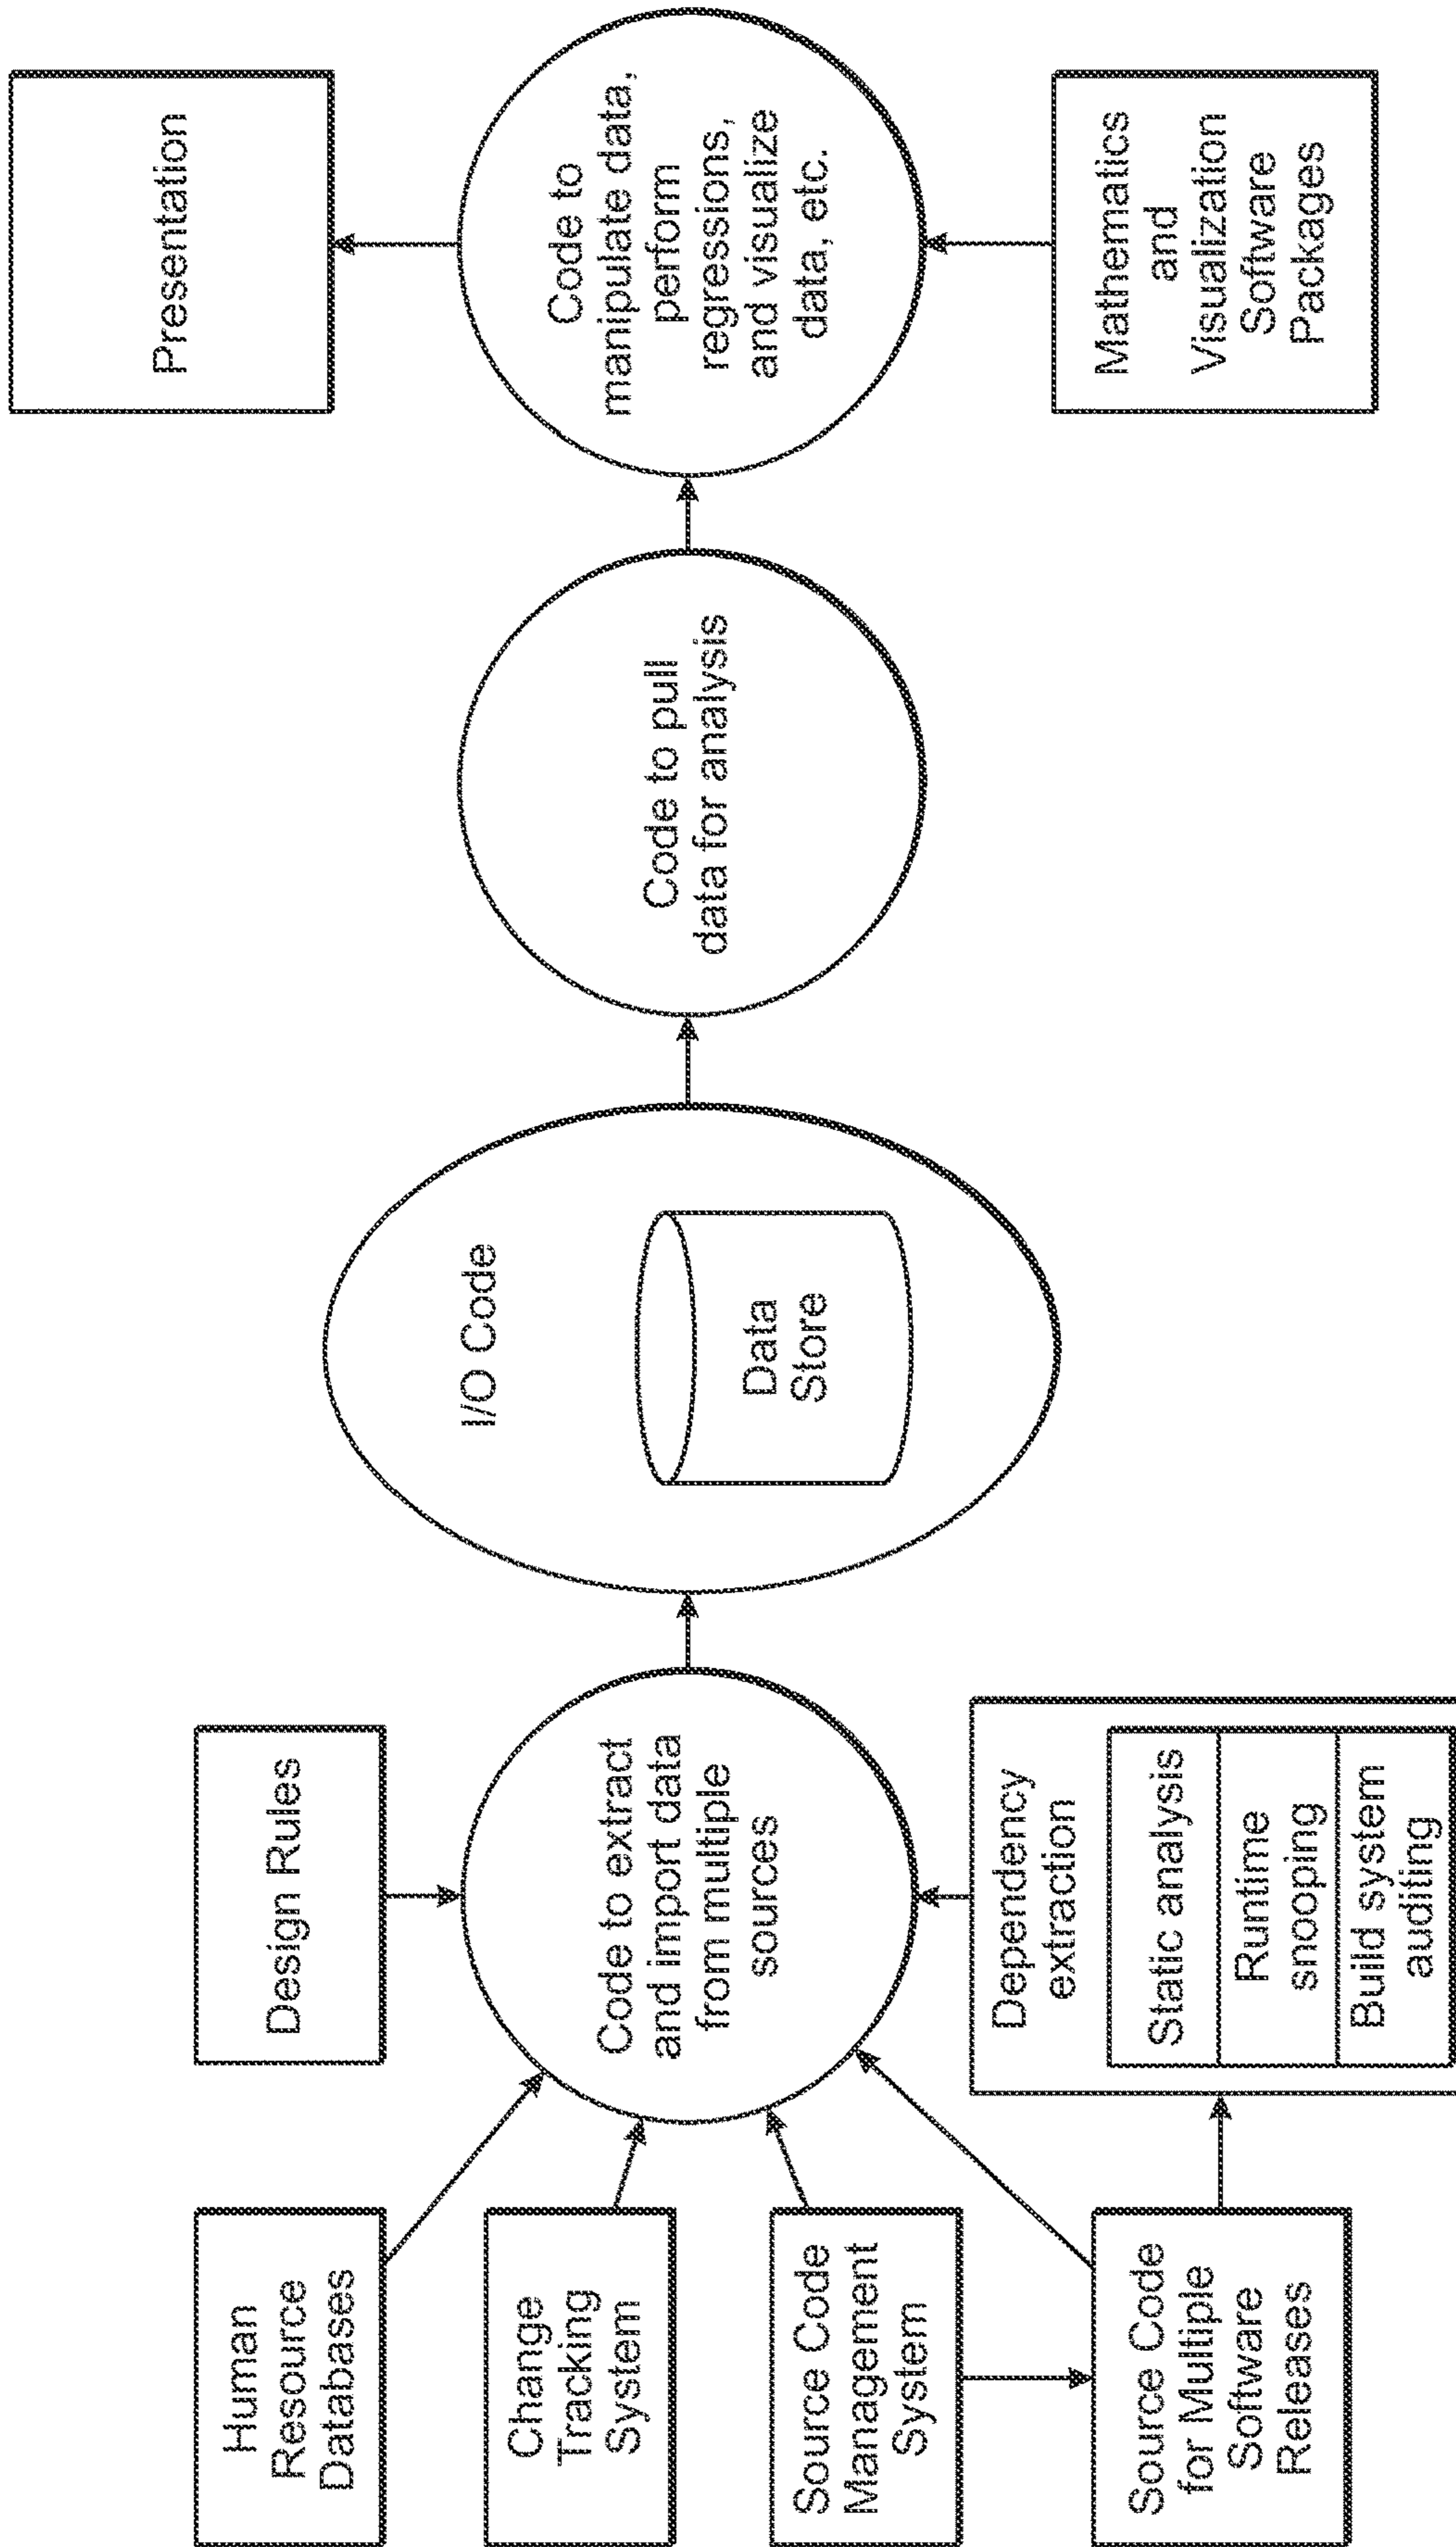 Human
Resource
Databases
Change
Tracking
System
Source Code
Management
System
Source Code
for Multiple
Software
Releases
Design Rules
Code to extract
and import data
from multiple
sources
Dependency
extraction
Static analysis
Runtime
snooping
Build system
auditing
I/O Code
Data
Store
Code to pull
data for analysis
Presentation
Code to
manipulate data,
perform
regressions,
and visualize
data, etc.
Mathematics
and
Visualization
Software
Packages